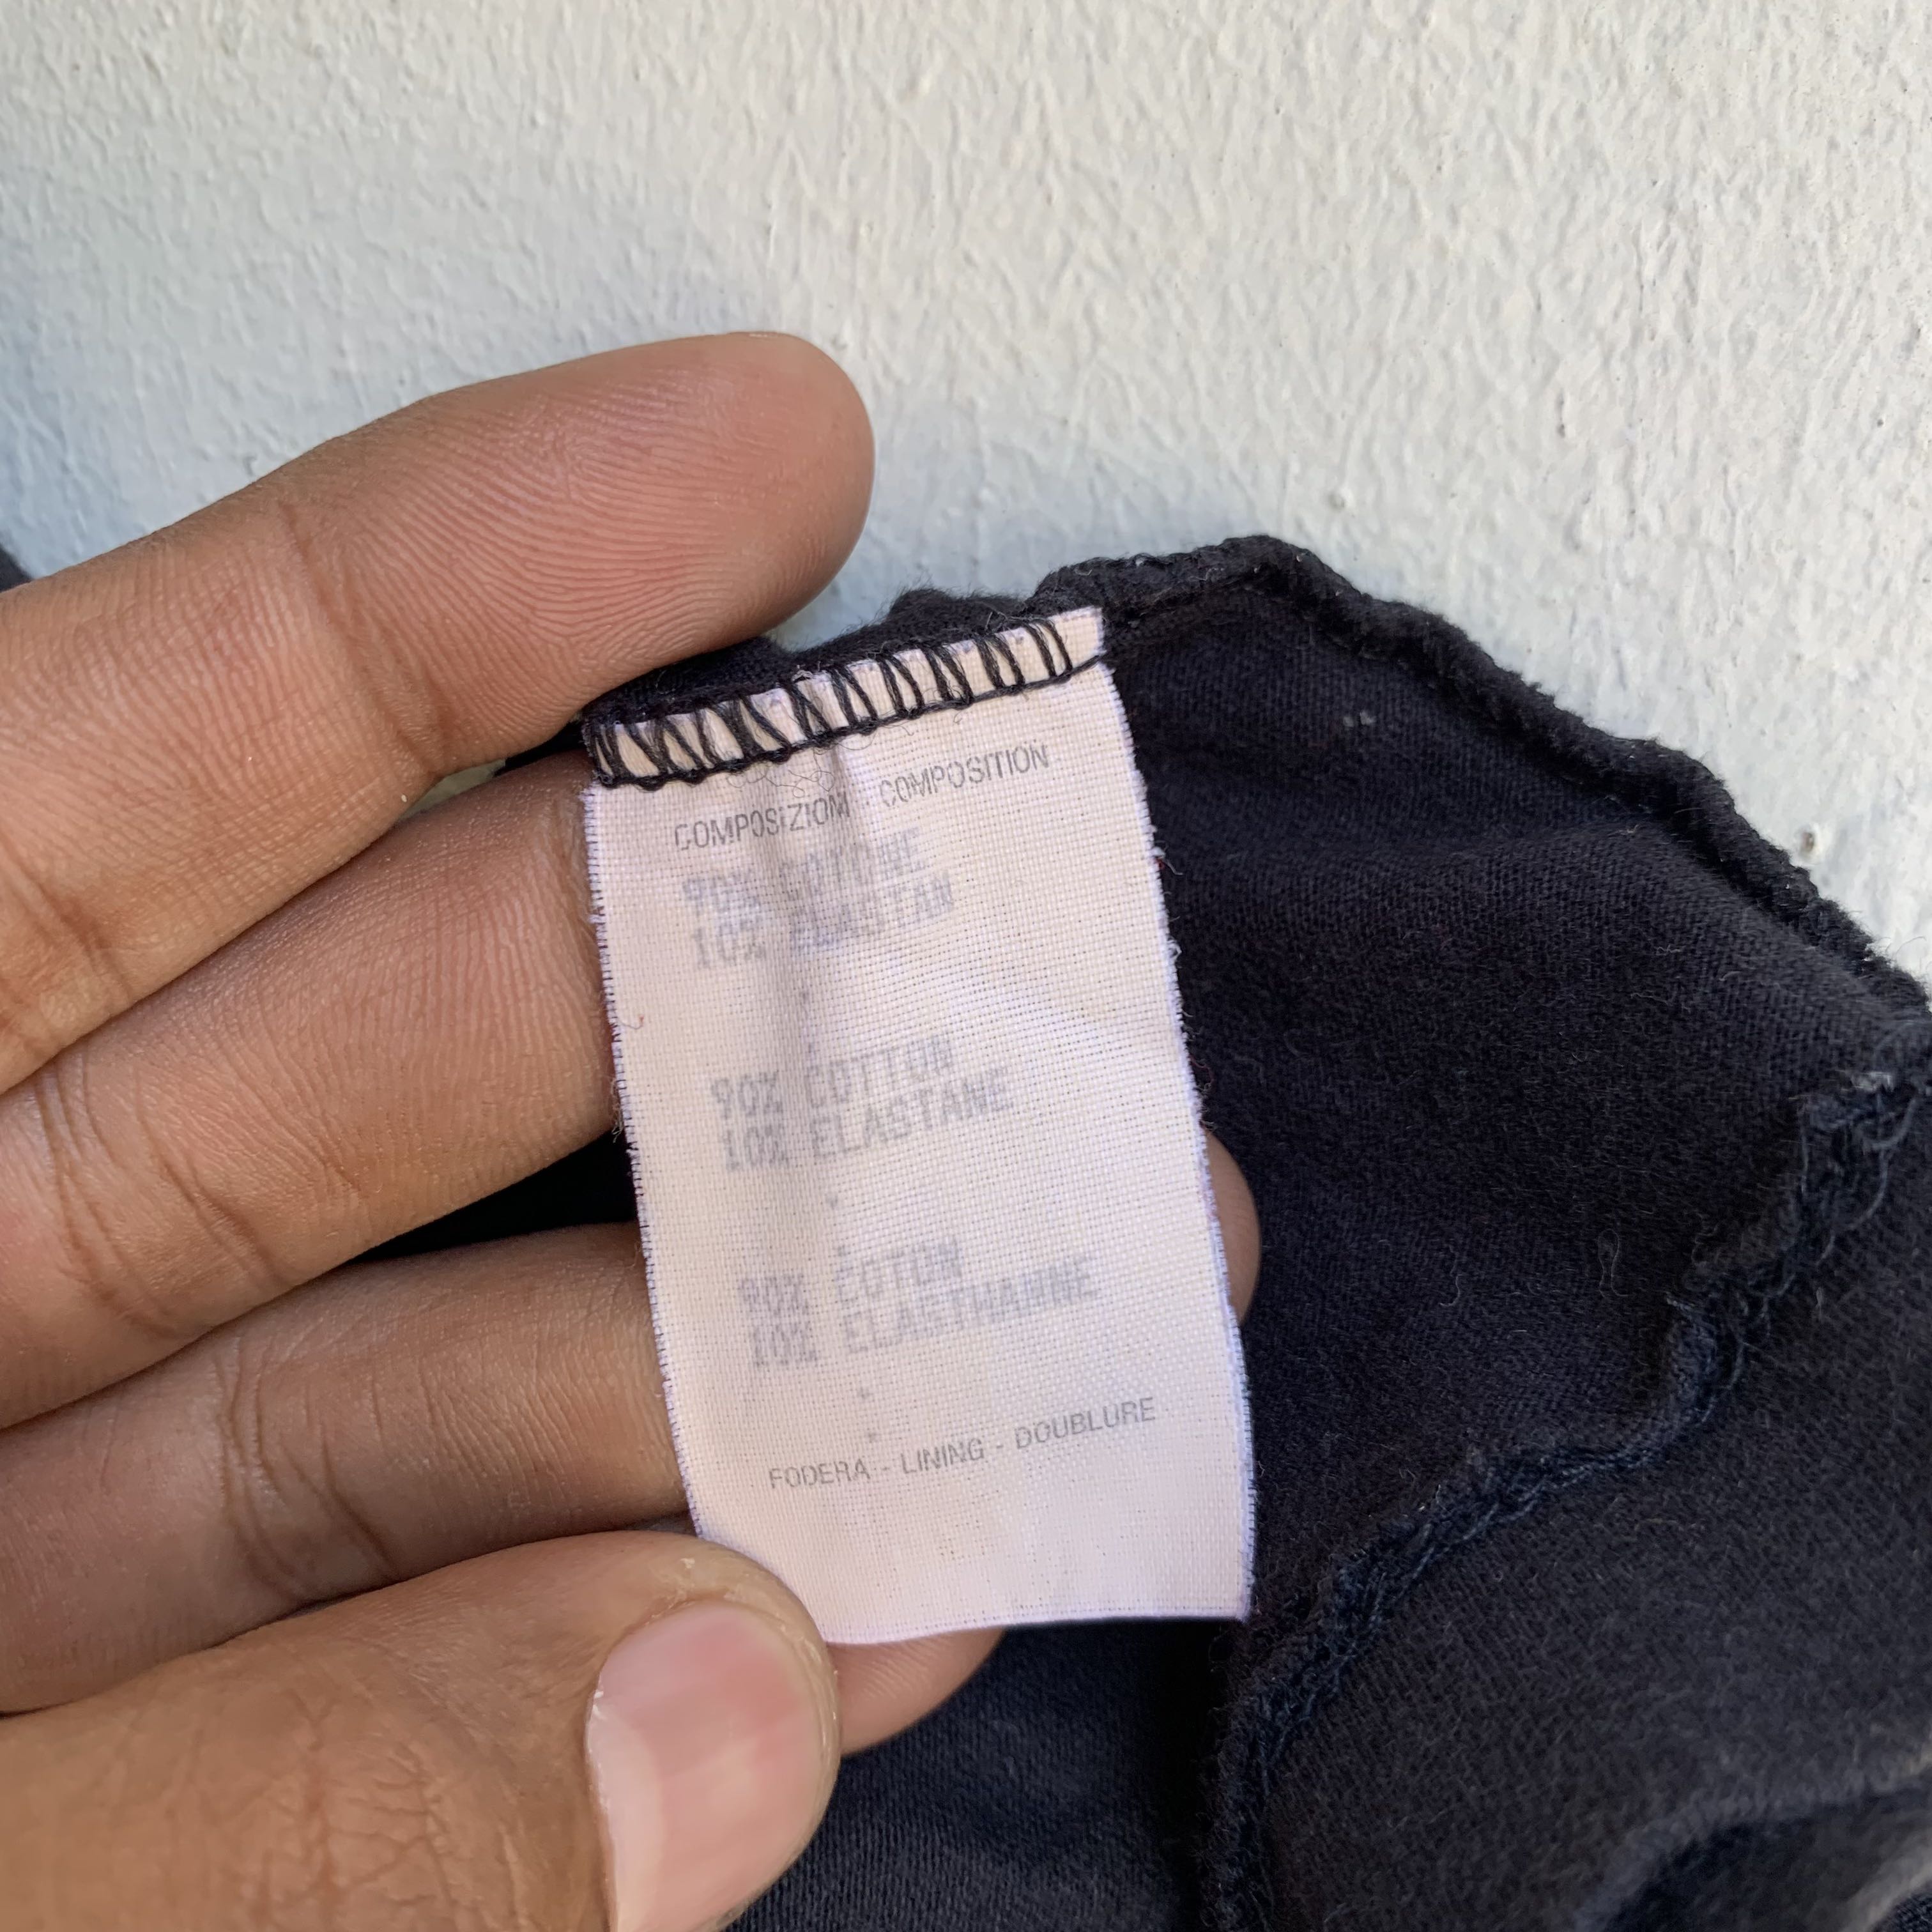 COMPOSIZIONI - COMPOSITION
90% COTONE
10% ELASTAN
90% COTTON
10% ELASTANE
90% COTON
10% ELASTHANNE
FODERA - LINING - DOUBLURE